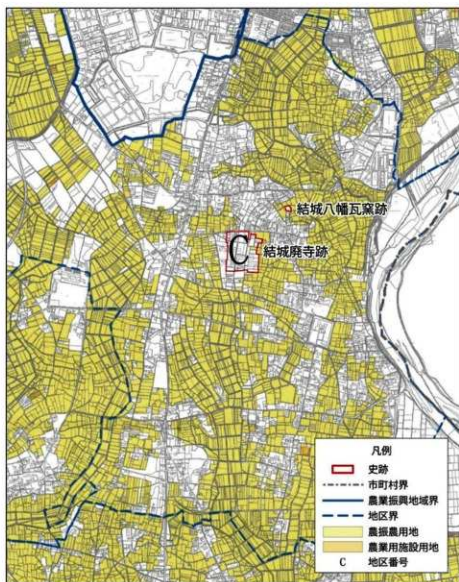 結城八幡瓦窯跡
C
結城廃寺跡
凡例
史跡
市町村界
農業振興地域界
地区界
農振農用地
農業用施設用地
C 地区番号